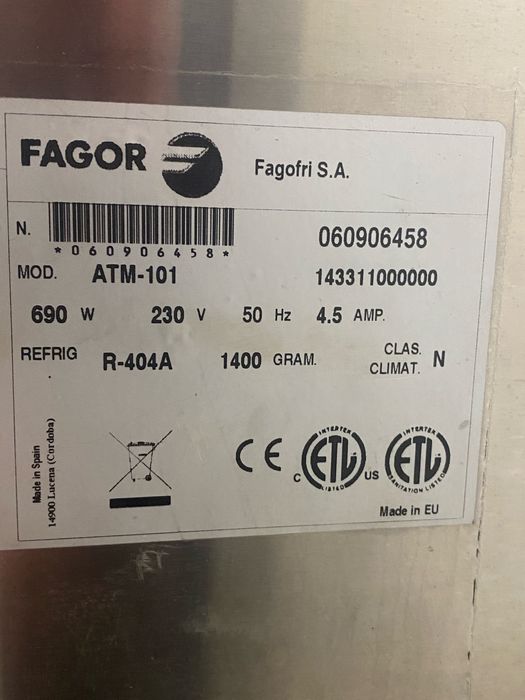 FAGOR
Fagofri S.A.
N.
*060906458*
060906458
MOD. ATM-101
143311000000
690 W 230 V 50 Hz 4.5 AMP.
REFRIG R-404A 1400 GRAM. CLAS. CLIMAT. N
Made in Spain
14900 Lucena (Cordoba)
CE
INTERTEK
C ETL US
LISTED
INTERTEK
ETL
SANITATION LISTED
Made in EU